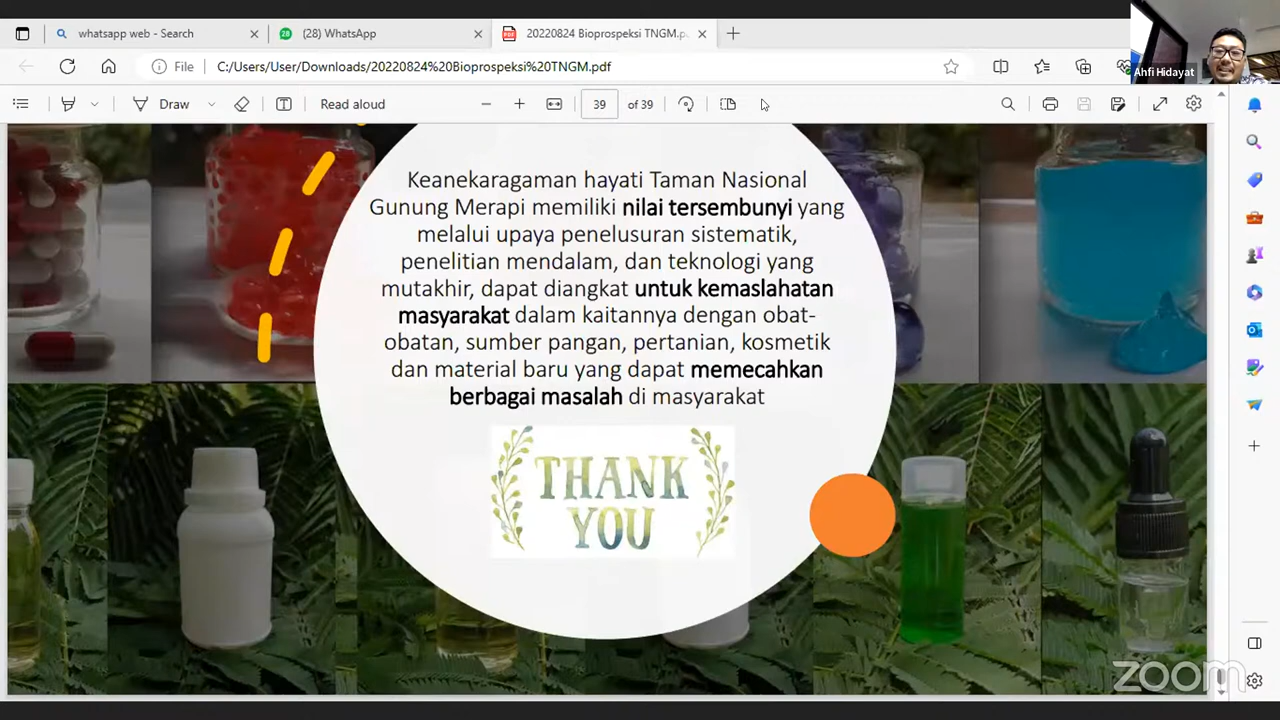 whatsapp web - Search
(28) WhatsApp
20220824 Bioprospeksi TNGM.p
File
C:/Users/User/Downloads/20220824%20Bioprospeksi%20TNGM.pdf
Ahfi Hidayat
Draw
Read aloud
39
of 39
Keanekaragaman hayati Taman Nasional
Gunung Merapi memiliki nilai tersembunyi yang
melalui upaya penelusuran sistematik,
penelitian mendalam, dan teknologi yang
mutakhir, dapat diangkat untuk kemaslahatan
masyarakat dalam kaitannya dengan obat-
obatan, sumber pangan, pertanian, kosmetik
dan material baru yang dapat memecahkan
berbagai masalah di masyarakat
THANK
YOU
zoom